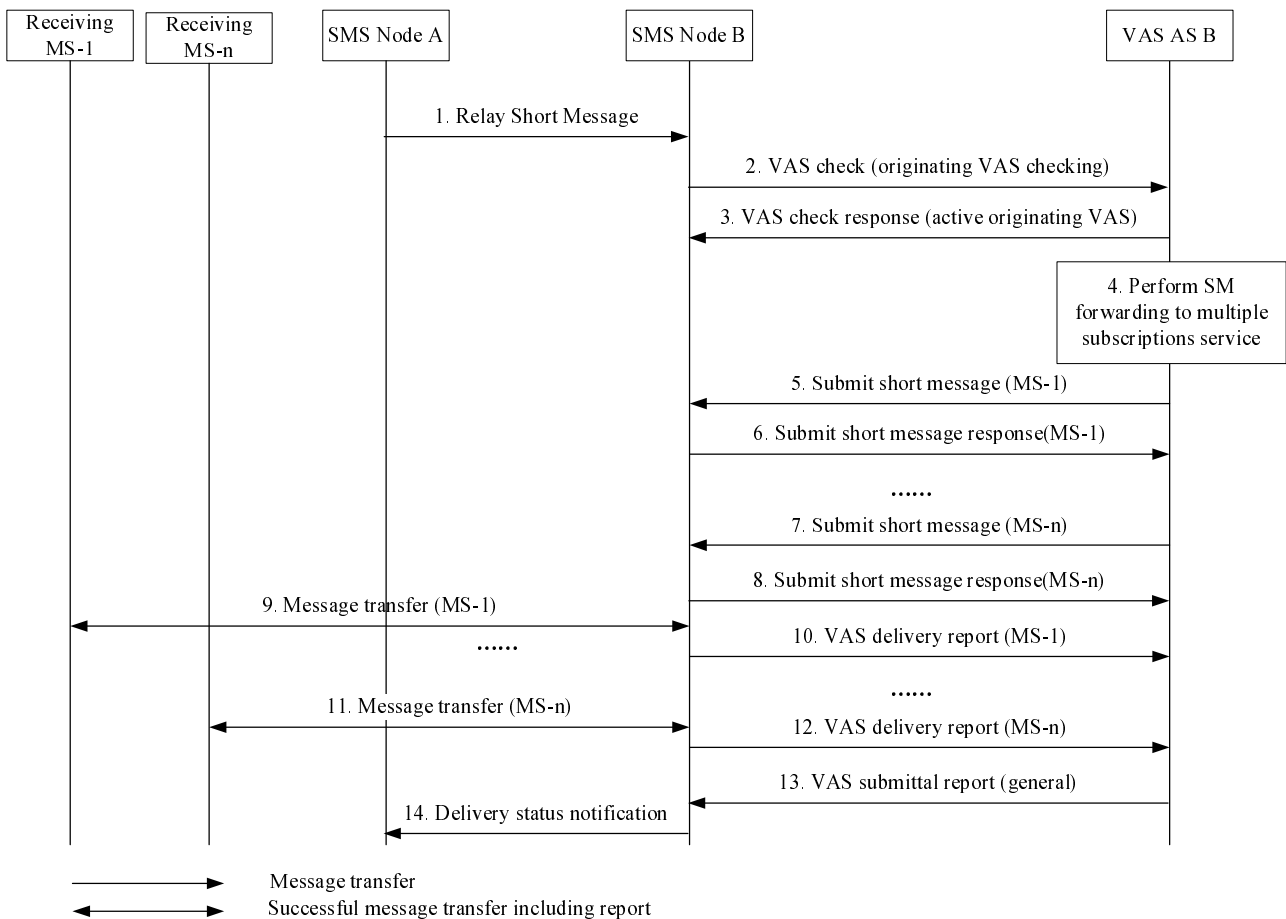 Receiving
MS-1
Receiving
MS-n
SMS Node A
SMS Node B
VAS AS B
1. Relay Short Message
2. VAS check (originating VAS checking)
3. VAS check response (active originating VAS)
4. Perform SM
forwarding to multiple
subscriptions service
5. Submit short message (MS-1)
6. Submit short message response(MS-1)
......
7. Submit short message (MS-n)
8. Submit short message response(MS-n)
9. Message transfer (MS-1)
......
10. VAS delivery report (MS-1)
......
11. Message transfer (MS-n)
12. VAS delivery report (MS-n)
13. VAS submittal report (general)
14. Delivery status notification
Message transfer
Successful message transfer including report